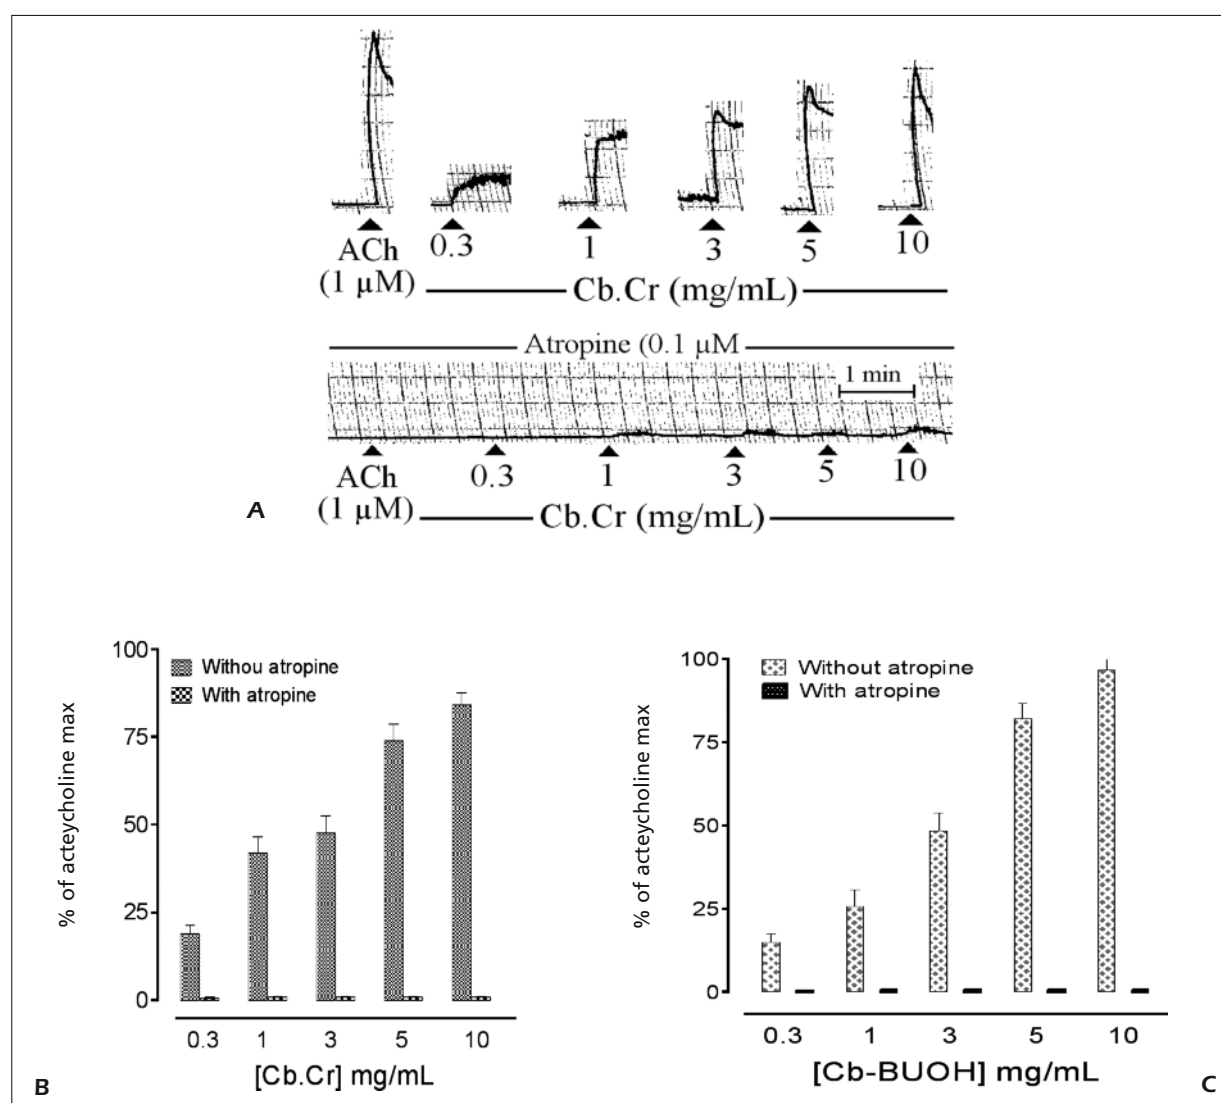 ACh 0.3 1 3 5 10
(1 µM) Cb.Cr (mg/mL)
Atropine (0.1 µM
1 min
ACh 0.3 1 3 5 10
(1 µM) Cb.Cr (mg/mL)
A
100
75
50
25
0
% of acteycholine max
Withou atropine
With atropine
0.3 1 3 5 10
[Cb.Cr] mg/mL
B
100
75
50
25
0
% of acteycholine max
Without atropine
With atropine
0.3 1 3 5 10
[Cb-BUOH] mg/mL
C